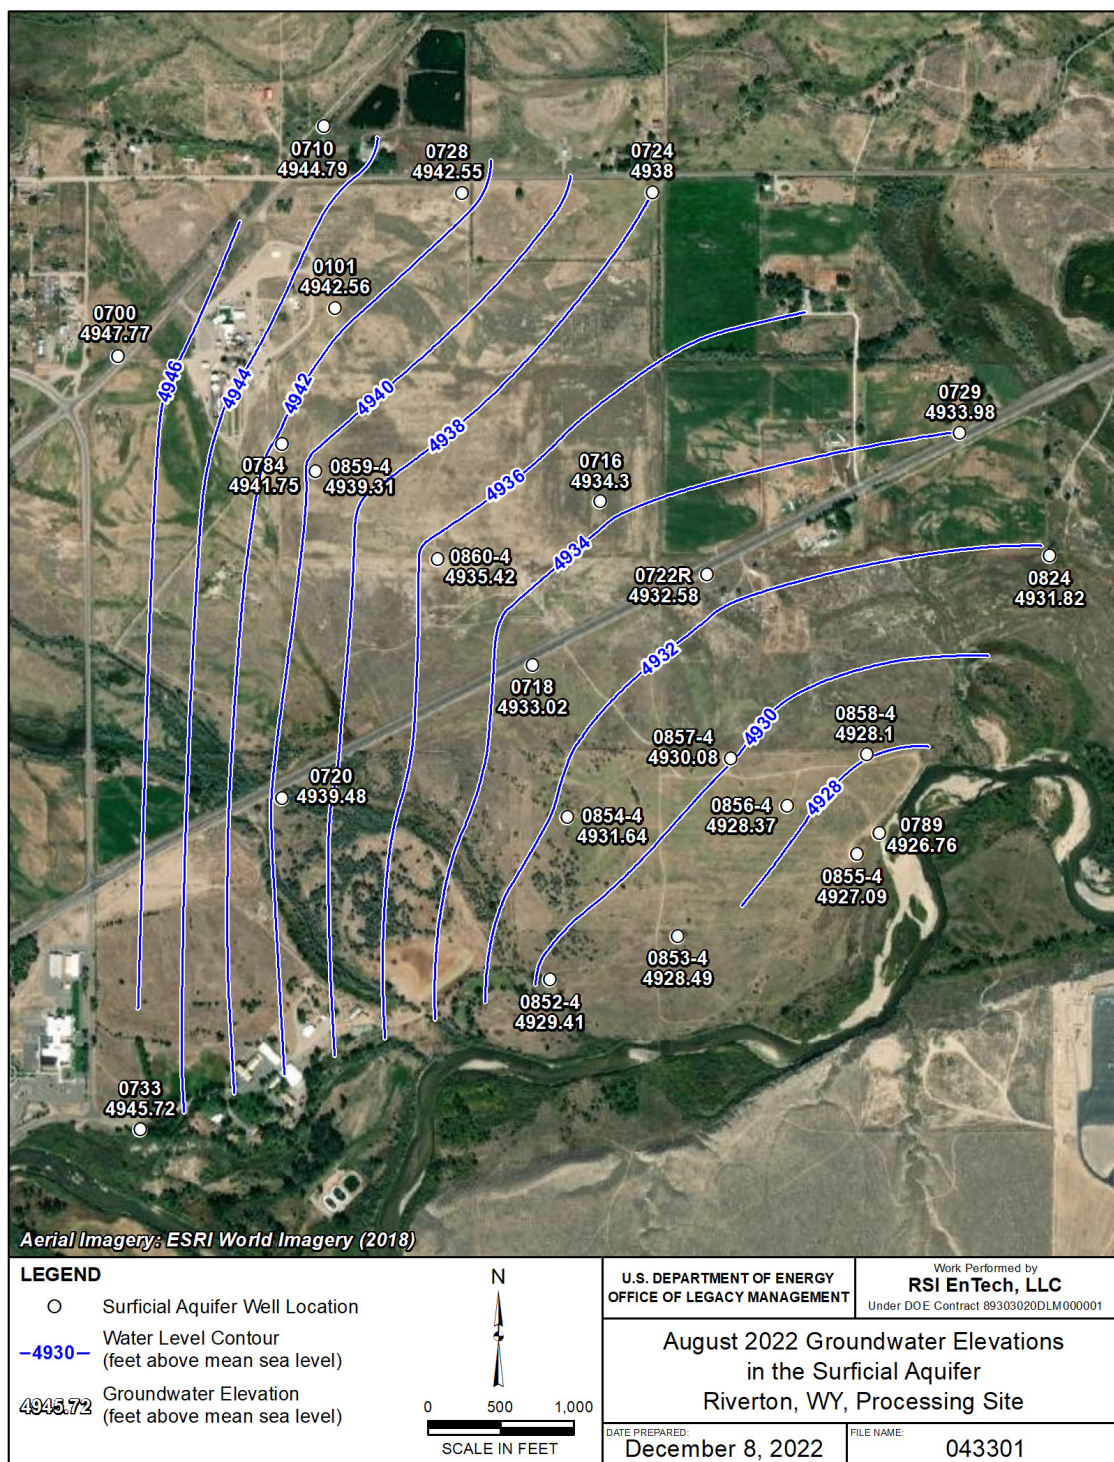 0710
4944.79
0728
4942.55
0724
4938
0101
4942.56
0700
4947.77
4946
4944
4942
4940
4938
0729
4933.98
0784
4941.75
0859-4
4939.31
4936
0716
4934.3
4934
0860-4
4935.42
0722R
4932.58
0824
4931.82
4932
0718
4933.02
0857-4
4930.08
4930
0858-4
4928.1
0720
4939.48
0854-4
4931.64
0856-4
4928.37
4928
0789
4926.76
0855-4
4927.09
0853-4
4928.49
0852-4
4929.41
0733
4945.72
Aerial Imagery: ESRI World Imagery (2018)
LEGEND
Surficial Aquifer Well Location
4930
Water Level Contour
(feet above mean sea level)
4945.72
Groundwater Elevation
(feet above mean sea level)
N
0 500 1,000
SCALE IN FEET
U.S. DEPARTMENT OF ENERGY
OFFICE OF LEGACY MANAGEMENT
Work Performed by
RSI EnTech, LLC
Under DOE Contract 89303020DLM000001
August 2022 Groundwater Elevations
in the Surficial Aquifer
Riverton, WY, Processing Site
DATE PREPARED:
December 8, 2022
FILE NAME:
043301